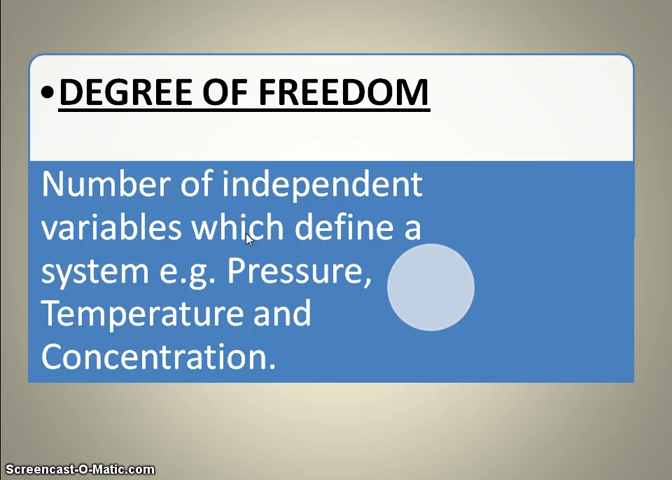 •DEGREE OF FREEDOM
Number of independent
variables which define a
system e.g. Pressure,
Temperature and
Concentration.
Screencast-O-Matic.com